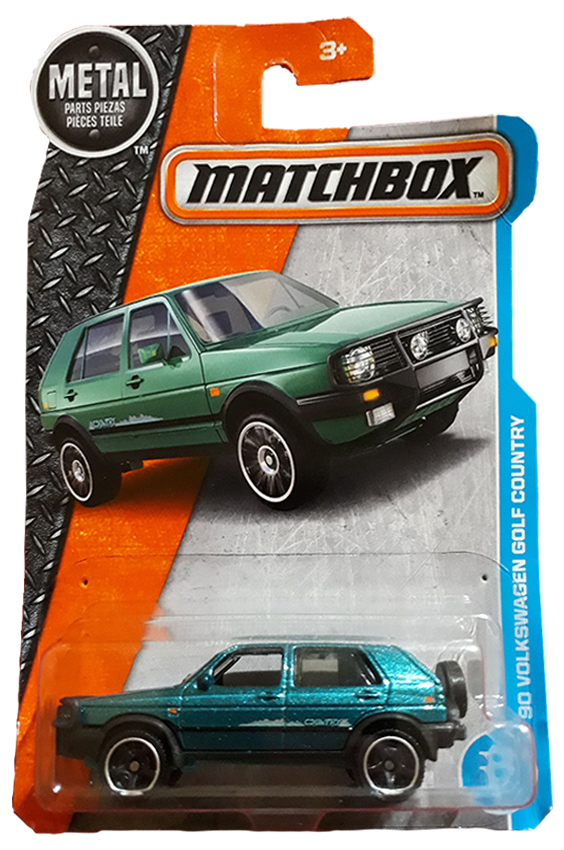 3+
METAL
PARTS PIEZAS
PIÈCES TEILE
TM
MATCHBOX TM
90 VOLKSWAGEN GOLF COUNTRY